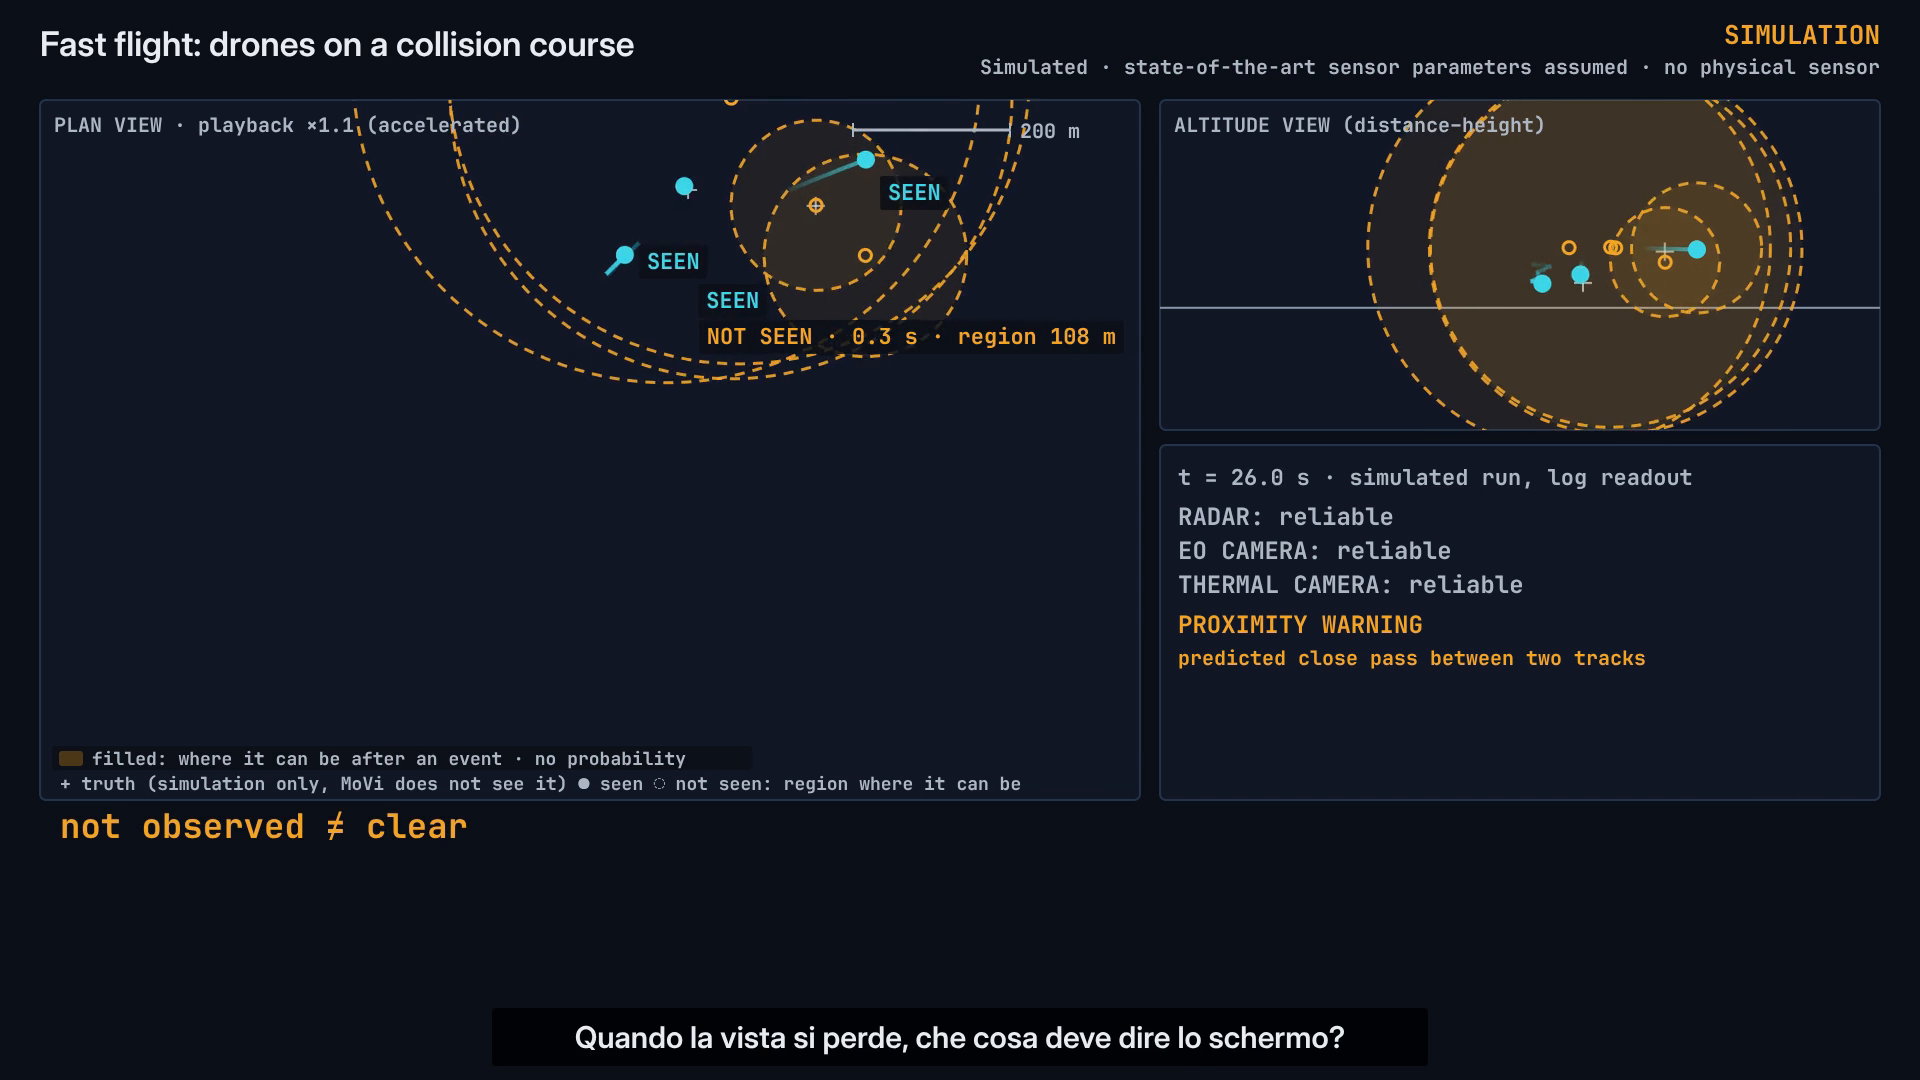 Fast flight: drones on a collision course
SIMULATION
Simulated · state-of-the-art sensor parameters assumed · no physical sensor
PLAN VIEW · playback ×1.1 (accelerated)
200 m
SEEN
SEEN
SEEN
NOT SEEN · 0.3 s · region 108 m
filled: where it can be after an event · no probability
+ truth (simulation only, MoVi does not see it) ● seen ◌ not seen: region where it can be
ALTITUDE VIEW (distance-height)
t = 26.0 s · simulated run, log readout
RADAR: reliable
EO CAMERA: reliable
THERMAL CAMERA: reliable
PROXIMITY WARNING
predicted close pass between two tracks
not observed ≠ clear
Quando la vista si perde, che cosa deve dire lo schermo?